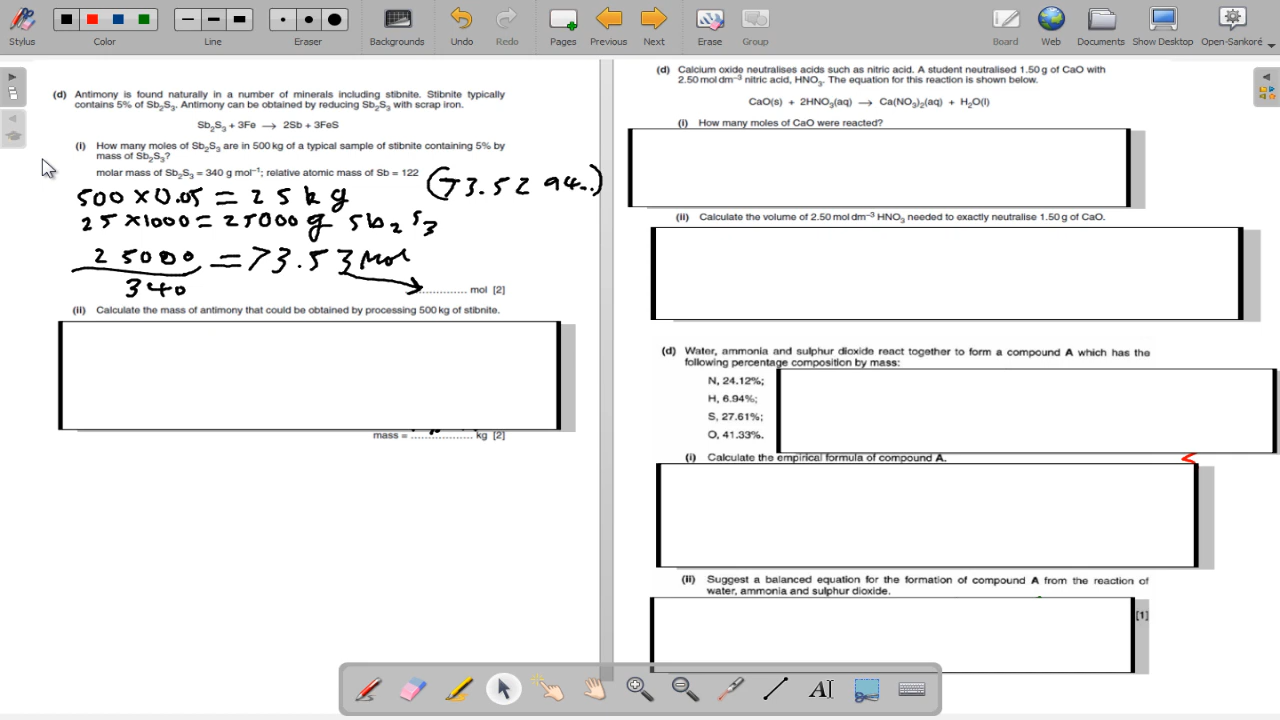 Stylus
Color
Line
Eraser
Backgrounds
Undo
Redo
Pages
Previous
Next
Erase
Group
Board
Web
Documents
Show Desktop
Open-Sankoré
(d) Antimony is found naturally in a number of minerals including stibnite. Stibnite typically
contains 5% of Sb₂S₃. Antimony can be obtained by reducing Sb₂S₃ with scrap iron.
Sb₂S₃ + 3Fe → 2Sb + 3FeS
(i) How many moles of Sb₂S₃ are in 500 kg of a typical sample of stibnite containing 5% by
mass of Sb₂S₃?
molar mass of Sb₂S₃ = 340 g mol⁻¹; relative atomic mass of Sb = 122
500 × 0.05 = 25 kg
(73.5294...)
25 × 1000 = 25000 g Sb₂S₃
25000
340
= 73.53 mol
.............. mol [2]
(ii) Calculate the mass of antimony that could be obtained by processing 500 kg of stibnite.
mass = .................. kg [2]
(d) Calcium oxide neutralises acids such as nitric acid. A student neutralised 1.50 g of CaO with
2.50 mol dm⁻³ nitric acid, HNO₃. The equation for this reaction is shown below.
CaO(s) + 2HNO₃(aq) → Ca(NO₃)₂(aq) + H₂O(l)
(i) How many moles of CaO were reacted?
(ii) Calculate the volume of 2.50 mol dm⁻³ HNO₃ needed to exactly neutralise 1.50 g of CaO.
(d) Water, ammonia and sulphur dioxide react together to form a compound A which has the
following percentage composition by mass:
N, 24.12%;
H, 6.94%;
S, 27.61%;
O, 41.33%.
(i) Calculate the empirical formula of compound A.
(ii) Suggest a balanced equation for the formation of compound A from the reaction of
water, ammonia and sulphur dioxide.
[1]